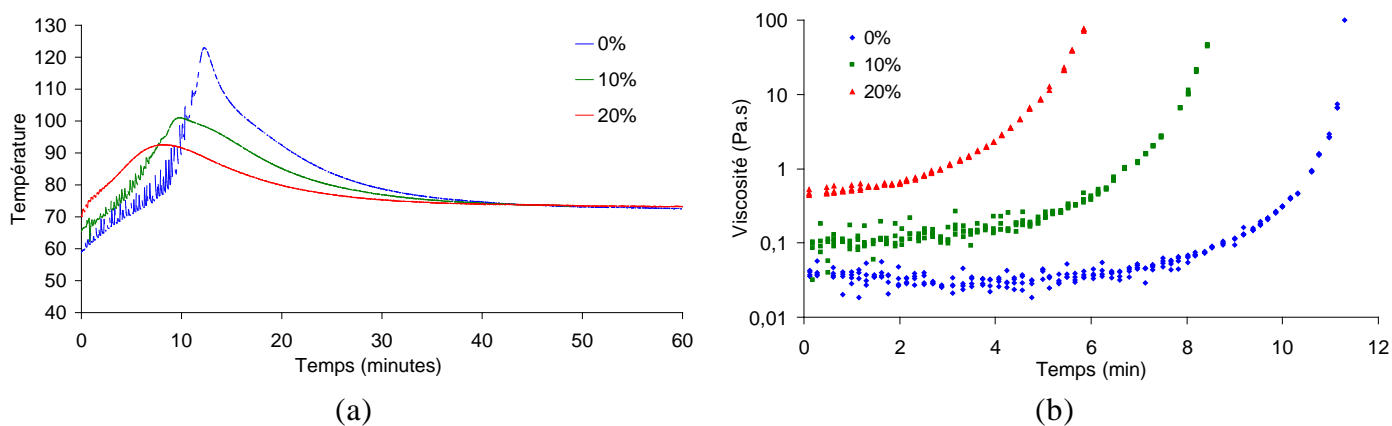 130
120
110
100
90
80
70
60
50
40
Température
0 10 20 30 40 50 60
Temps (minutes)
0%
10%
20%
(a)
100
10
1
0,1
0,01
Viscosité (Pa.s)
0 2 4 6 8 10 12
Temps (min)
0%
10%
20%
(b)